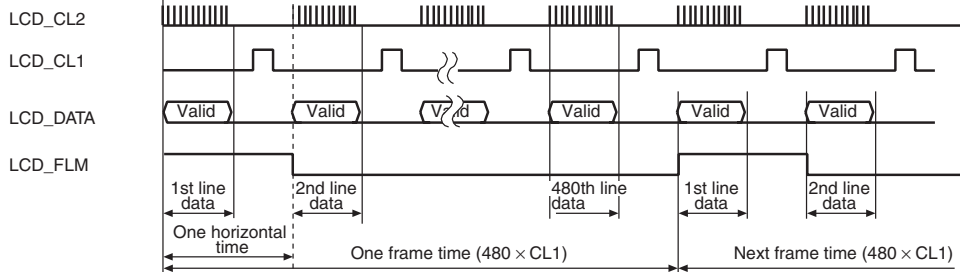 LCD_CL2
LCD_CL1
LCD_DATA
Valid
Valid
Valid
Valid
Valid
Valid
LCD_FLM
1st line
data
2nd line
data
480th line
data
1st line
data
2nd line
data
One horizontal
time
One frame time (480 × CL1)
Next frame time (480 × CL1)